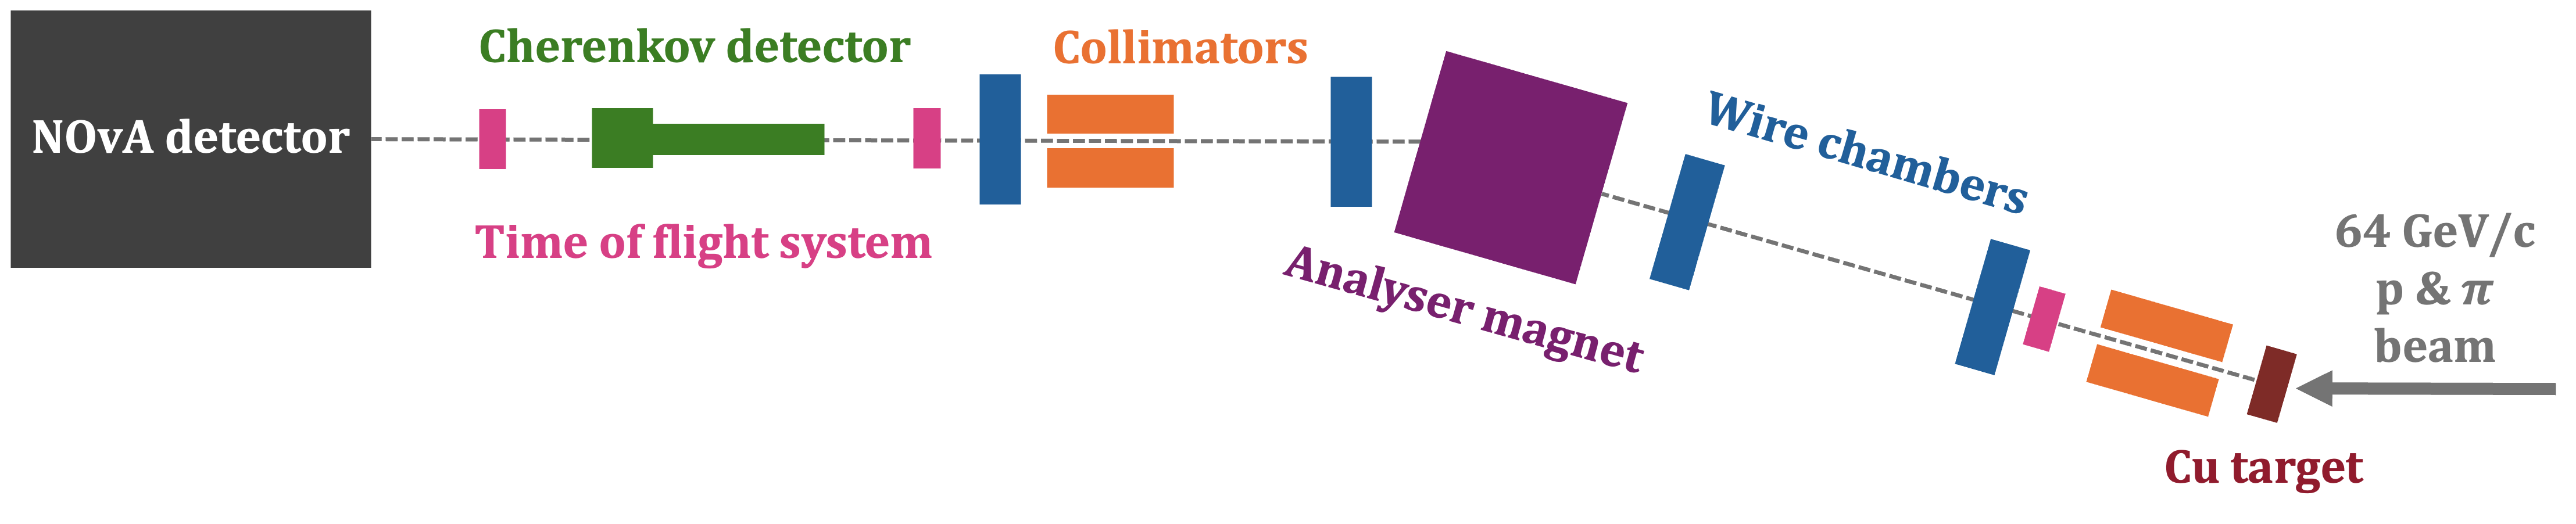 Cherenkov detector
Collimators
NOvA detector
Wire chambers
Time of flight system
Analyser magnet
64 GeV/c
p & π
beam
Cu target